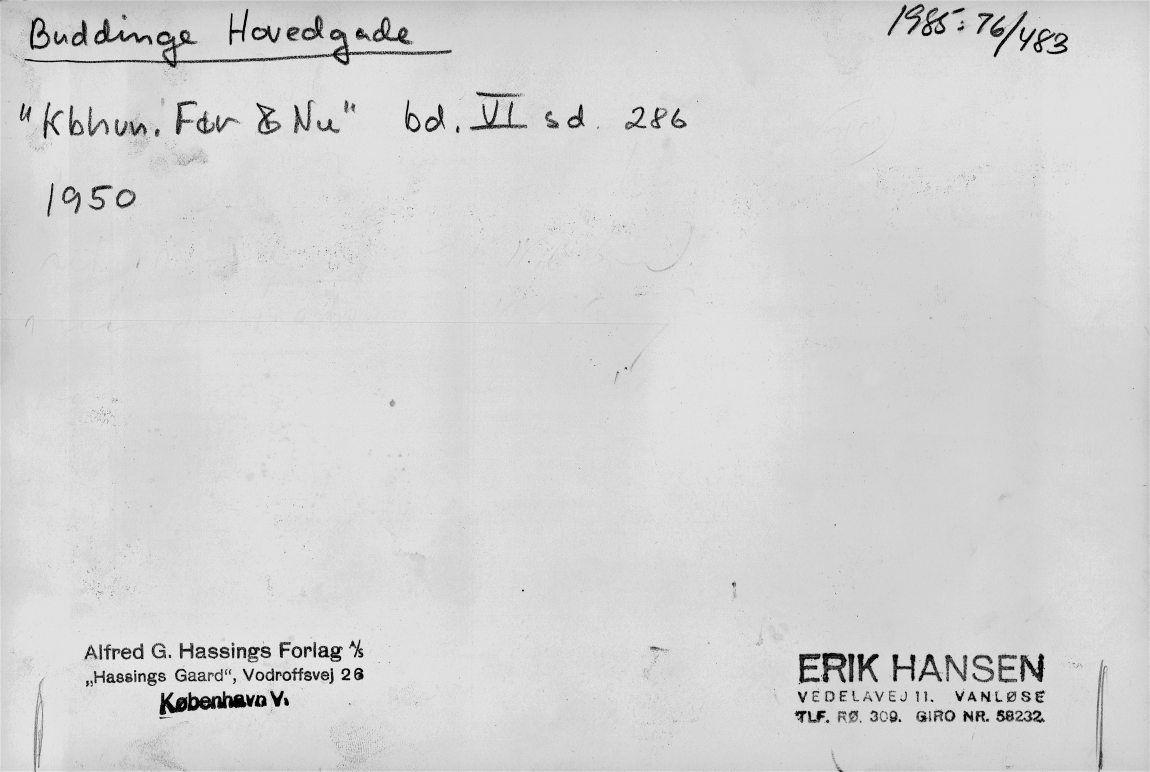 Buddinge Hovedgade
1985:76/483
"Kbhvn. Før & Nu" bd. VI sd. 286
1950
Alfred G. Hassings Forlag A/S
„Hassings Gaard“, Vodroffsvej 26
København V.
ERIK HANSEN
VEDELAVEJ 11. VANLØSE
TLF. RØ. 309. GIRO NR. 58232.